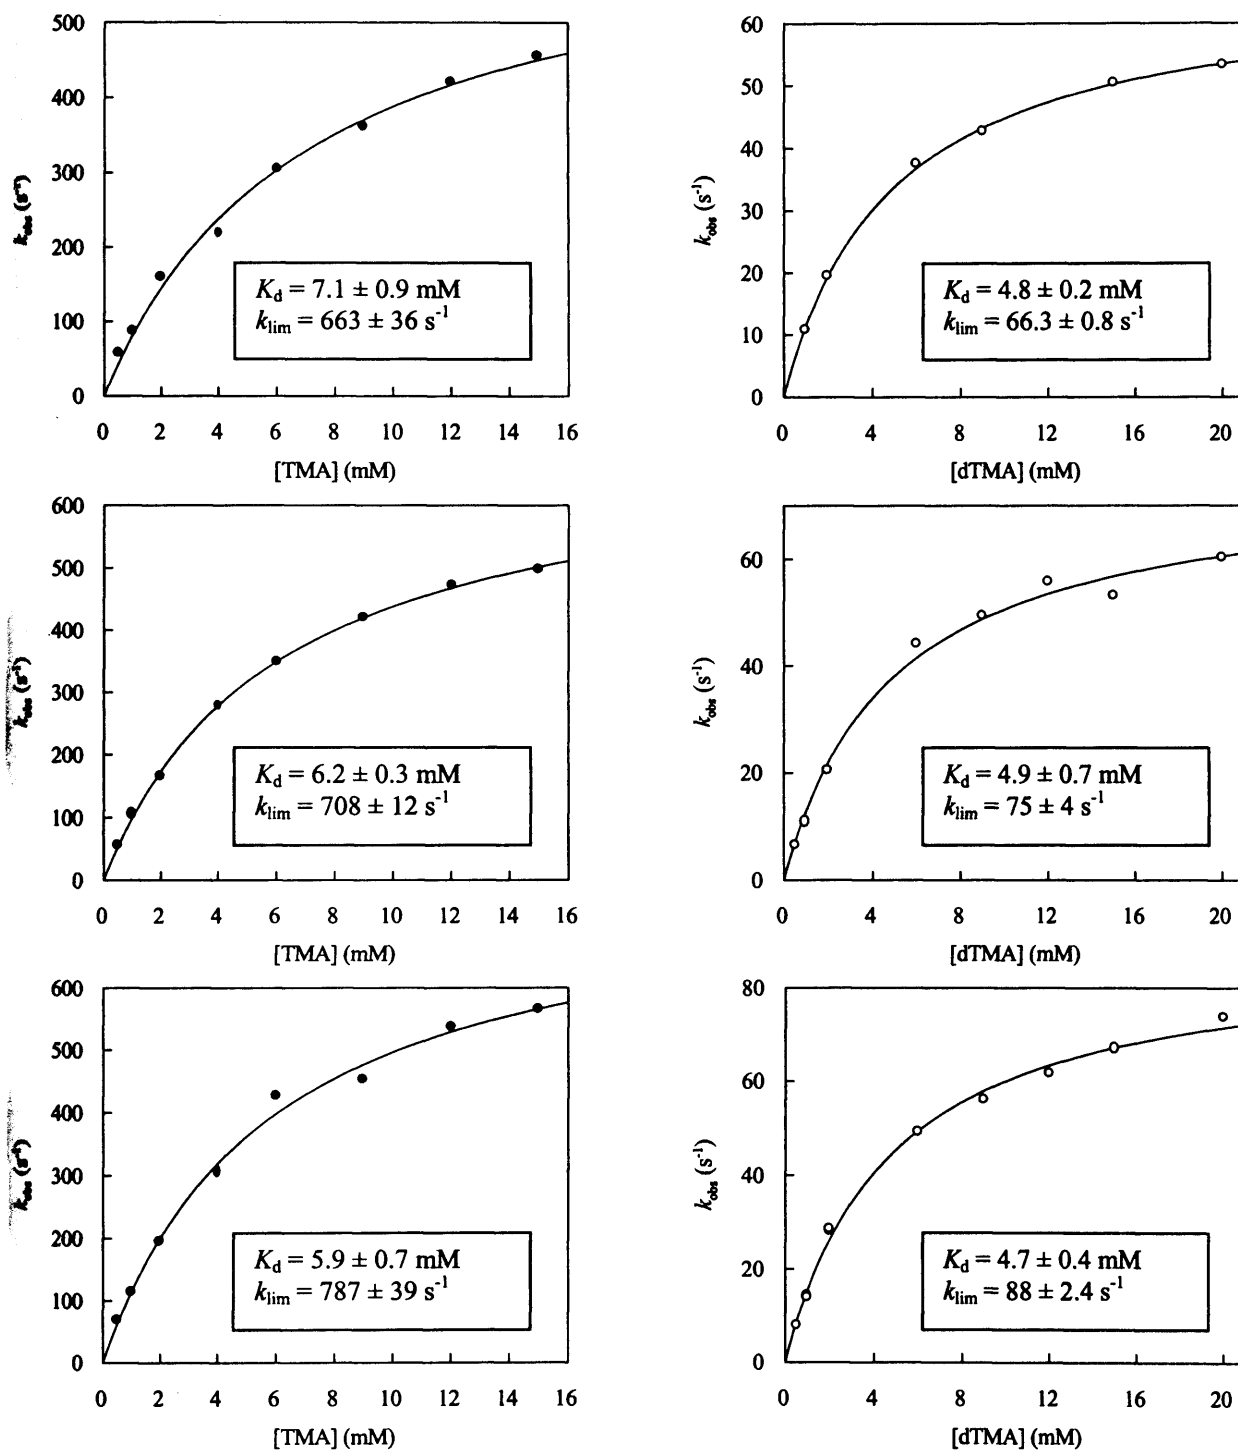 500
400
300
200
100
0
k_obs (s⁻¹)
K_d = 7.1 ± 0.9 mM
k_lim = 663 ± 36 s⁻¹
0 2 4 6 8 10 12 14 16
[TMA] (mM)
60
50
40
30
20
10
0
k_obs (s⁻¹)
K_d = 4.8 ± 0.2 mM
k_lim = 66.3 ± 0.8 s⁻¹
0 4 8 12 16 20
[dTMA] (mM)
600
500
400
300
200
100
0
k_obs (s⁻¹)
K_d = 6.2 ± 0.3 mM
k_lim = 708 ± 12 s⁻¹
0 2 4 6 8 10 12 14 16
[TMA] (mM)
60
40
20
0
k_obs (s⁻¹)
K_d = 4.9 ± 0.7 mM
k_lim = 75 ± 4 s⁻¹
0 4 8 12 16 20
[dTMA] (mM)
600
500
400
300
200
100
0
k_obs (s⁻¹)
K_d = 5.9 ± 0.7 mM
k_lim = 787 ± 39 s⁻¹
0 2 4 6 8 10 12 14 16
[TMA] (mM)
80
60
40
20
0
k_obs (s⁻¹)
K_d = 4.7 ± 0.4 mM
k_lim = 88 ± 2.4 s⁻¹
0 4 8 12 16 20
[dTMA] (mM)